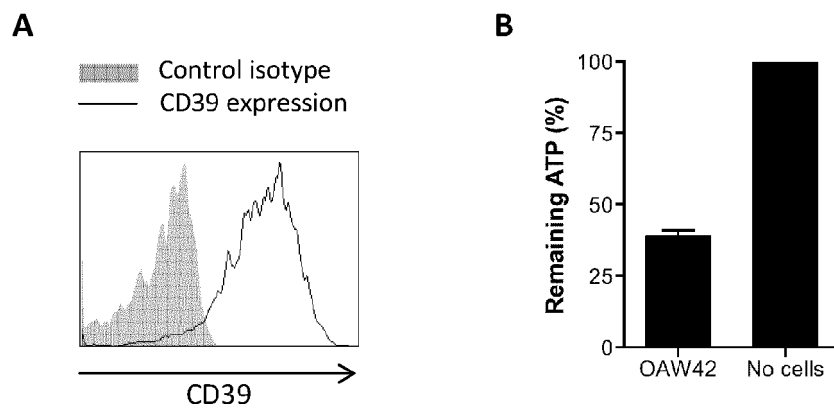 A
Control isotype
CD39 expression
CD39
B
Remaining ATP (%)
100
75
50
25
0
OAW42 No cells